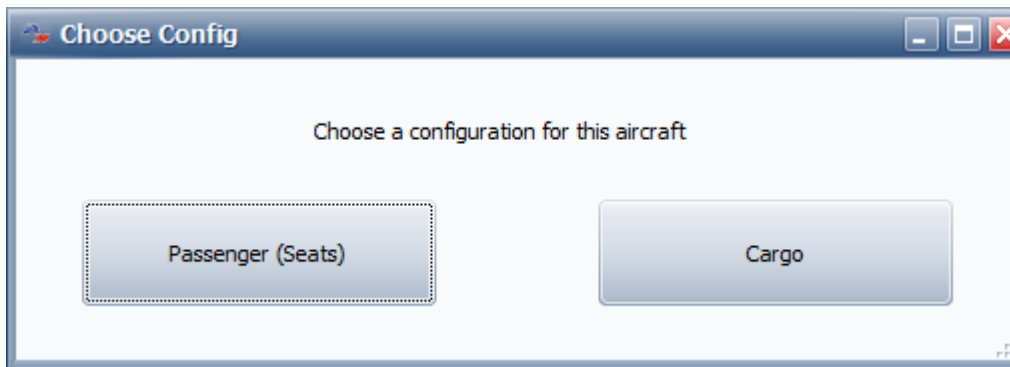 Choose Config
Choose a configuration for this aircraft
Passenger (Seats)
Cargo